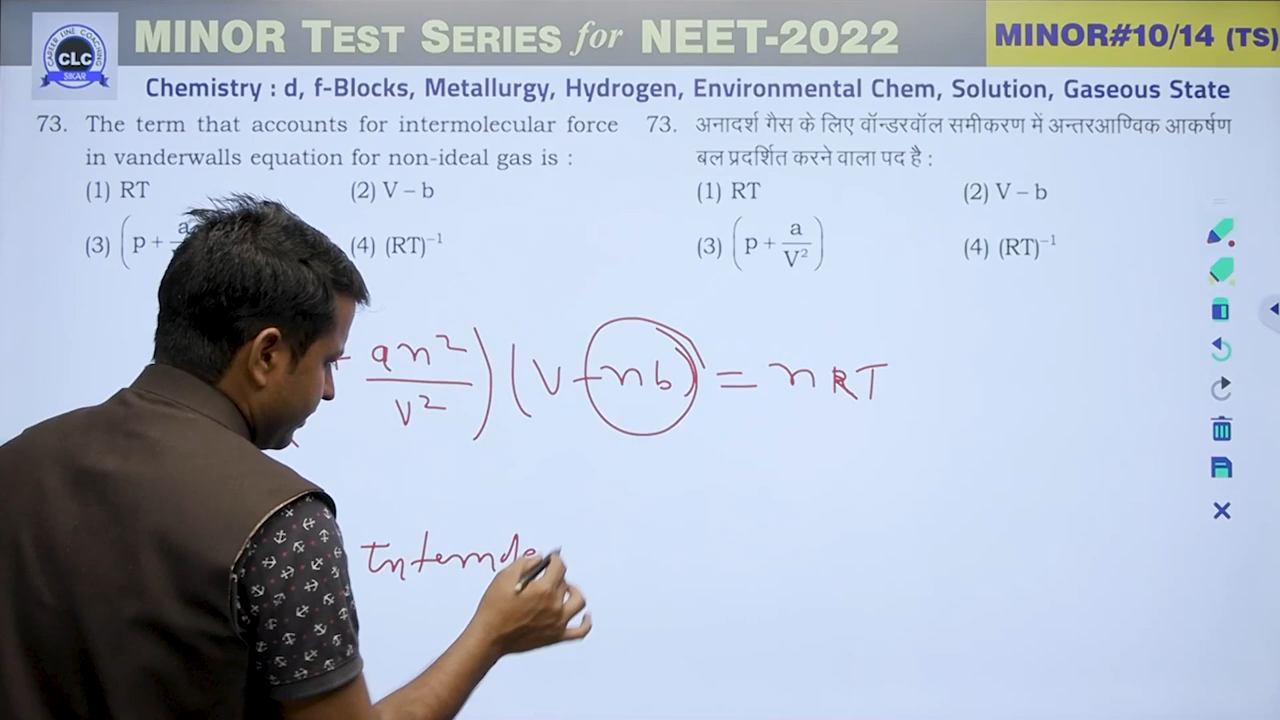 CAREER LINE COACHING
CLC
SIKAR
MINOR TEST SERIES for NEET-2022
MINOR#10/14 (TS)
Chemistry : d, f-Blocks, Metallurgy, Hydrogen, Environmental Chem, Solution, Gaseous State
73. The term that accounts for intermolecular force
in vanderwalls equation for non-ideal gas is :
(1) RT (2) V – b
(3) (p + a (4) (RT)⁻¹
73. अनादर्श गैस के लिए वॉन्डरवॉल समीकरण में अन्तरआण्विक आकर्षण
बल प्रदर्शित करने वाला पद है :
(1) RT (2) V – b
(3) (p + a/V²) (4) (RT)⁻¹
+ an²/V²) (V - nb) = nRT